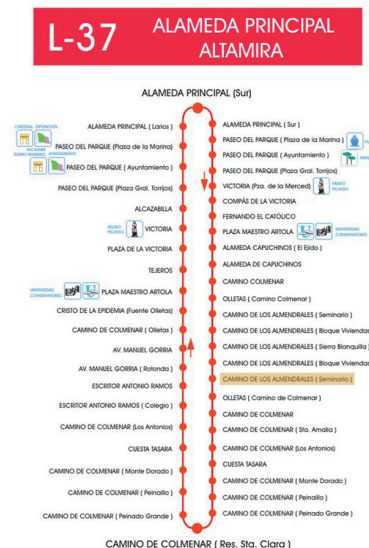 L-37
ALAMEDA PRINCIPAL
ALTAMIRA
ALAMEDA PRINCIPAL (Sur)
ALAMEDA PRINCIPAL ( Larios )
PASEO DEL PARQUE (Plaza de la Marina)
PASEO DEL PARQUE ( Ayuntamiento )
PASEO DEL PARQUE (Plaza Gral. Torrijos)
ALCAZABILLA
MUSEO
PICASSO
VICTORIA
PLAZA DE LA VICTORIA
TEJEROS
UNIVERSIDAD
CONSERVATORIO
PLAZA MAESTRO ARTOLA
CRISTO DE LA EPIDEMIA (Fuente Olletas)
CAMINO DE COLMENAR ( Olletas )
AV. MANUEL GORRIA
AV. MANUEL GORRIA ( Rotonda )
ESCRITOR ANTONIO RAMOS
ESCRITOR ANTONIO RAMOS ( Colegio )
CAMINO DE COLMENAR (Los Antonios)
CUESTA TASARA
CAMINO DE COLMENAR ( Monte Dorado )
CAMINO DE COLMENAR ( Peinaillo )
CAMINO DE COLMENAR ( Peinado Grande )
ALAMEDA PRINCIPAL ( Sur )
PASEO DEL PARQUE ( Plaza de la Marina )
PASEO DEL PARQUE ( Ayuntamiento )
PASEO DEL PARQUE (Plaza Gral. Torrijos)
VICTORIA (Pza. de la Merced)
MUSEO
PICASSO
COMPÁS DE LA VICTORIA
FERNANDO EL CATÓLICO
PLAZA MAESTRO ARTOLA
UNIVERSIDAD
CONSERVATORIO
ALAMEDA CAPUCHINOS ( El Ejido )
ALAMEDA DE CAPUCHINOS
CAMINO COLMENAR
OLLETAS ( Camino Colmenar )
CAMINO DE LOS ALMENDRALES ( Seminario )
CAMINO DE LOS ALMENDRALES ( Bloque Viviendas
CAMINO DE LOS ALMENDRALES ( Sierra Blanquilla )
CAMINO DE LOS ALMENDRALES ( Bloque Viviendas
CAMINO DE LOS ALMENDRALES ( Seminario )
OLLETAS ( Camino de Colmenar )
CAMINO DE COLMENAR
CAMINO DE COLMENAR ( Sta. Amalia )
CAMINO DE COLMENAR (Los Antonios)
CUESTA TASARA
CAMINO DE COLMENAR ( Monte Dorado )
CAMINO DE COLMENAR ( Peinaillo )
CAMINO DE COLMENAR ( Peinado Grande )
CAMINO DE COLMENAR ( Res. Sta. Clara )